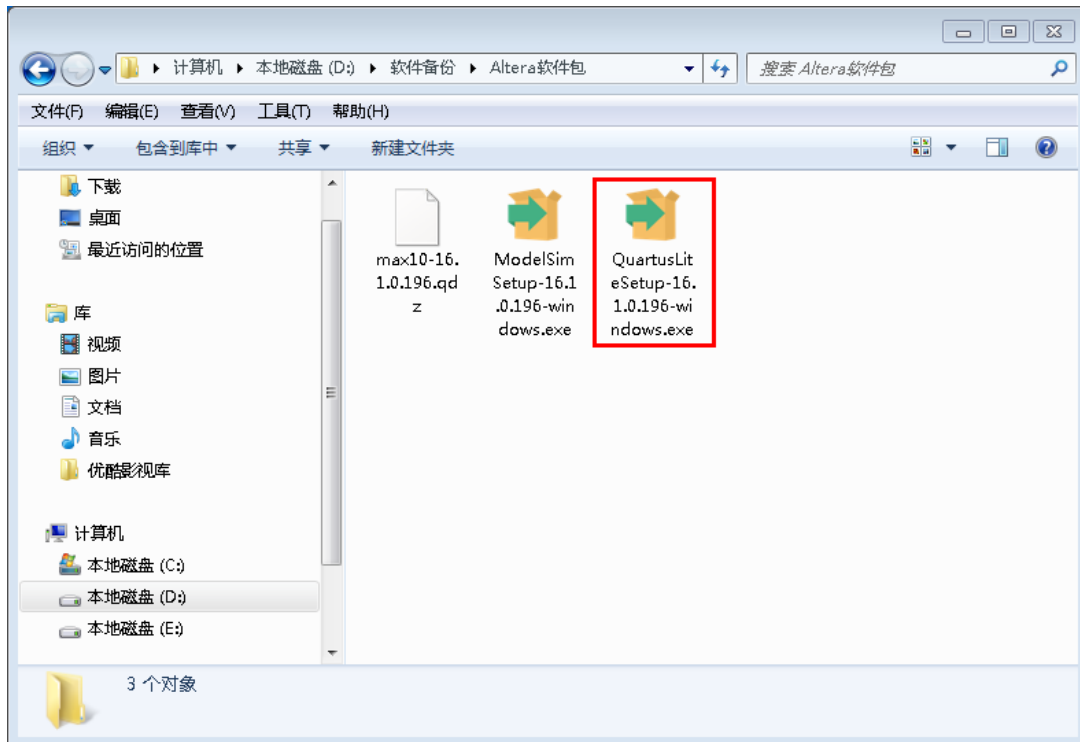 计算机 本地磁盘 (D:) 软件备份 Altera软件包 搜索 Altera软件包
文件(F) 编辑(E) 查看(V) 工具(T) 帮助(H)
组织 包含到库中 共享 新建文件夹
下载
桌面
最近访问的位置
库
视频
图片
文档
音乐
优酷影视库
计算机
本地磁盘 (C:)
本地磁盘 (D:)
本地磁盘 (E:)
max10-16.
1.0.196.qd
z
ModelSim
Setup-16.1
.0.196-win
dows.exe
QuartusLit
eSetup-16.
1.0.196-wi
ndows.exe
3 个对象